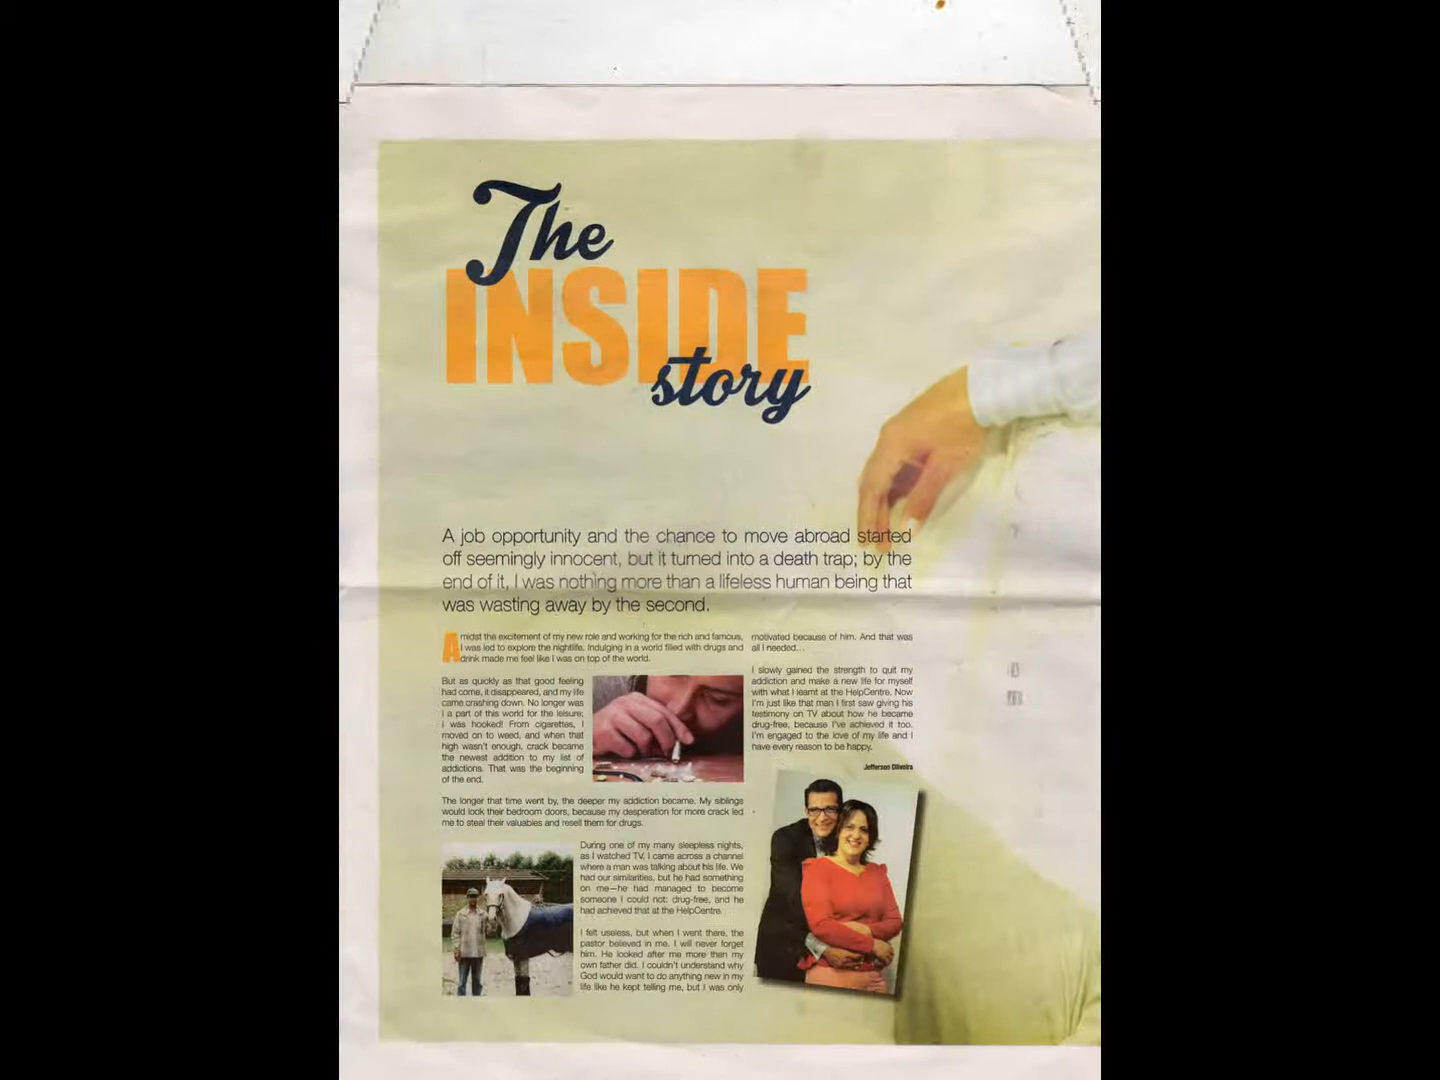 The
INSIDE
story
A job opportunity and the chance to move abroad started
off seemingly innocent, but it turned into a death trap; by the
end of it, I was nothing more than a lifeless human being that
was wasting away by the second.
Amidst the excitement of my new role and working for the rich and famous,
I was led to explore the nightlife. Indulging in a world filled with drugs and
drink made me feel like I was on top of the world.
But as quickly as that good feeling
had come, it disappeared, and my life
came crashing down. No longer was
I a part of this world for the leisure;
I was hooked! From cigarettes, I
moved on to weed, and when that
high wasn't enough, crack became
the newest addition to my list of
addictions. That was the beginning
of the end.
The longer that time went by, the deeper my addiction became. My siblings
would lock their bedroom doors, because my desperation for more crack led
me to steal their valuables and resell them for drugs.
During one of my many sleepless nights,
as I watched TV, I came across a channel
where a man was talking about his life. We
had our similarities, but he had something
on me—he had managed to become
someone I could not: drug-free, and he
had achieved that at the HelpCentre.
I felt useless, but when I went there, the
pastor believed in me. I will never forget
him. He looked after me more than my
own father did. I couldn't understand why
God would want to do anything new in my
life like he kept telling me, but I was only
motivated because of him. And that was
all I needed…
I slowly gained the strength to quit my
addiction and make a new life for myself
with what I learnt at the HelpCentre. Now
I'm just like that man I first saw giving his
testimony on TV about how he became
drug-free, because I've achieved it too.
I'm engaged to the love of my life and I
have every reason to be happy.
Jefferson Oliveira